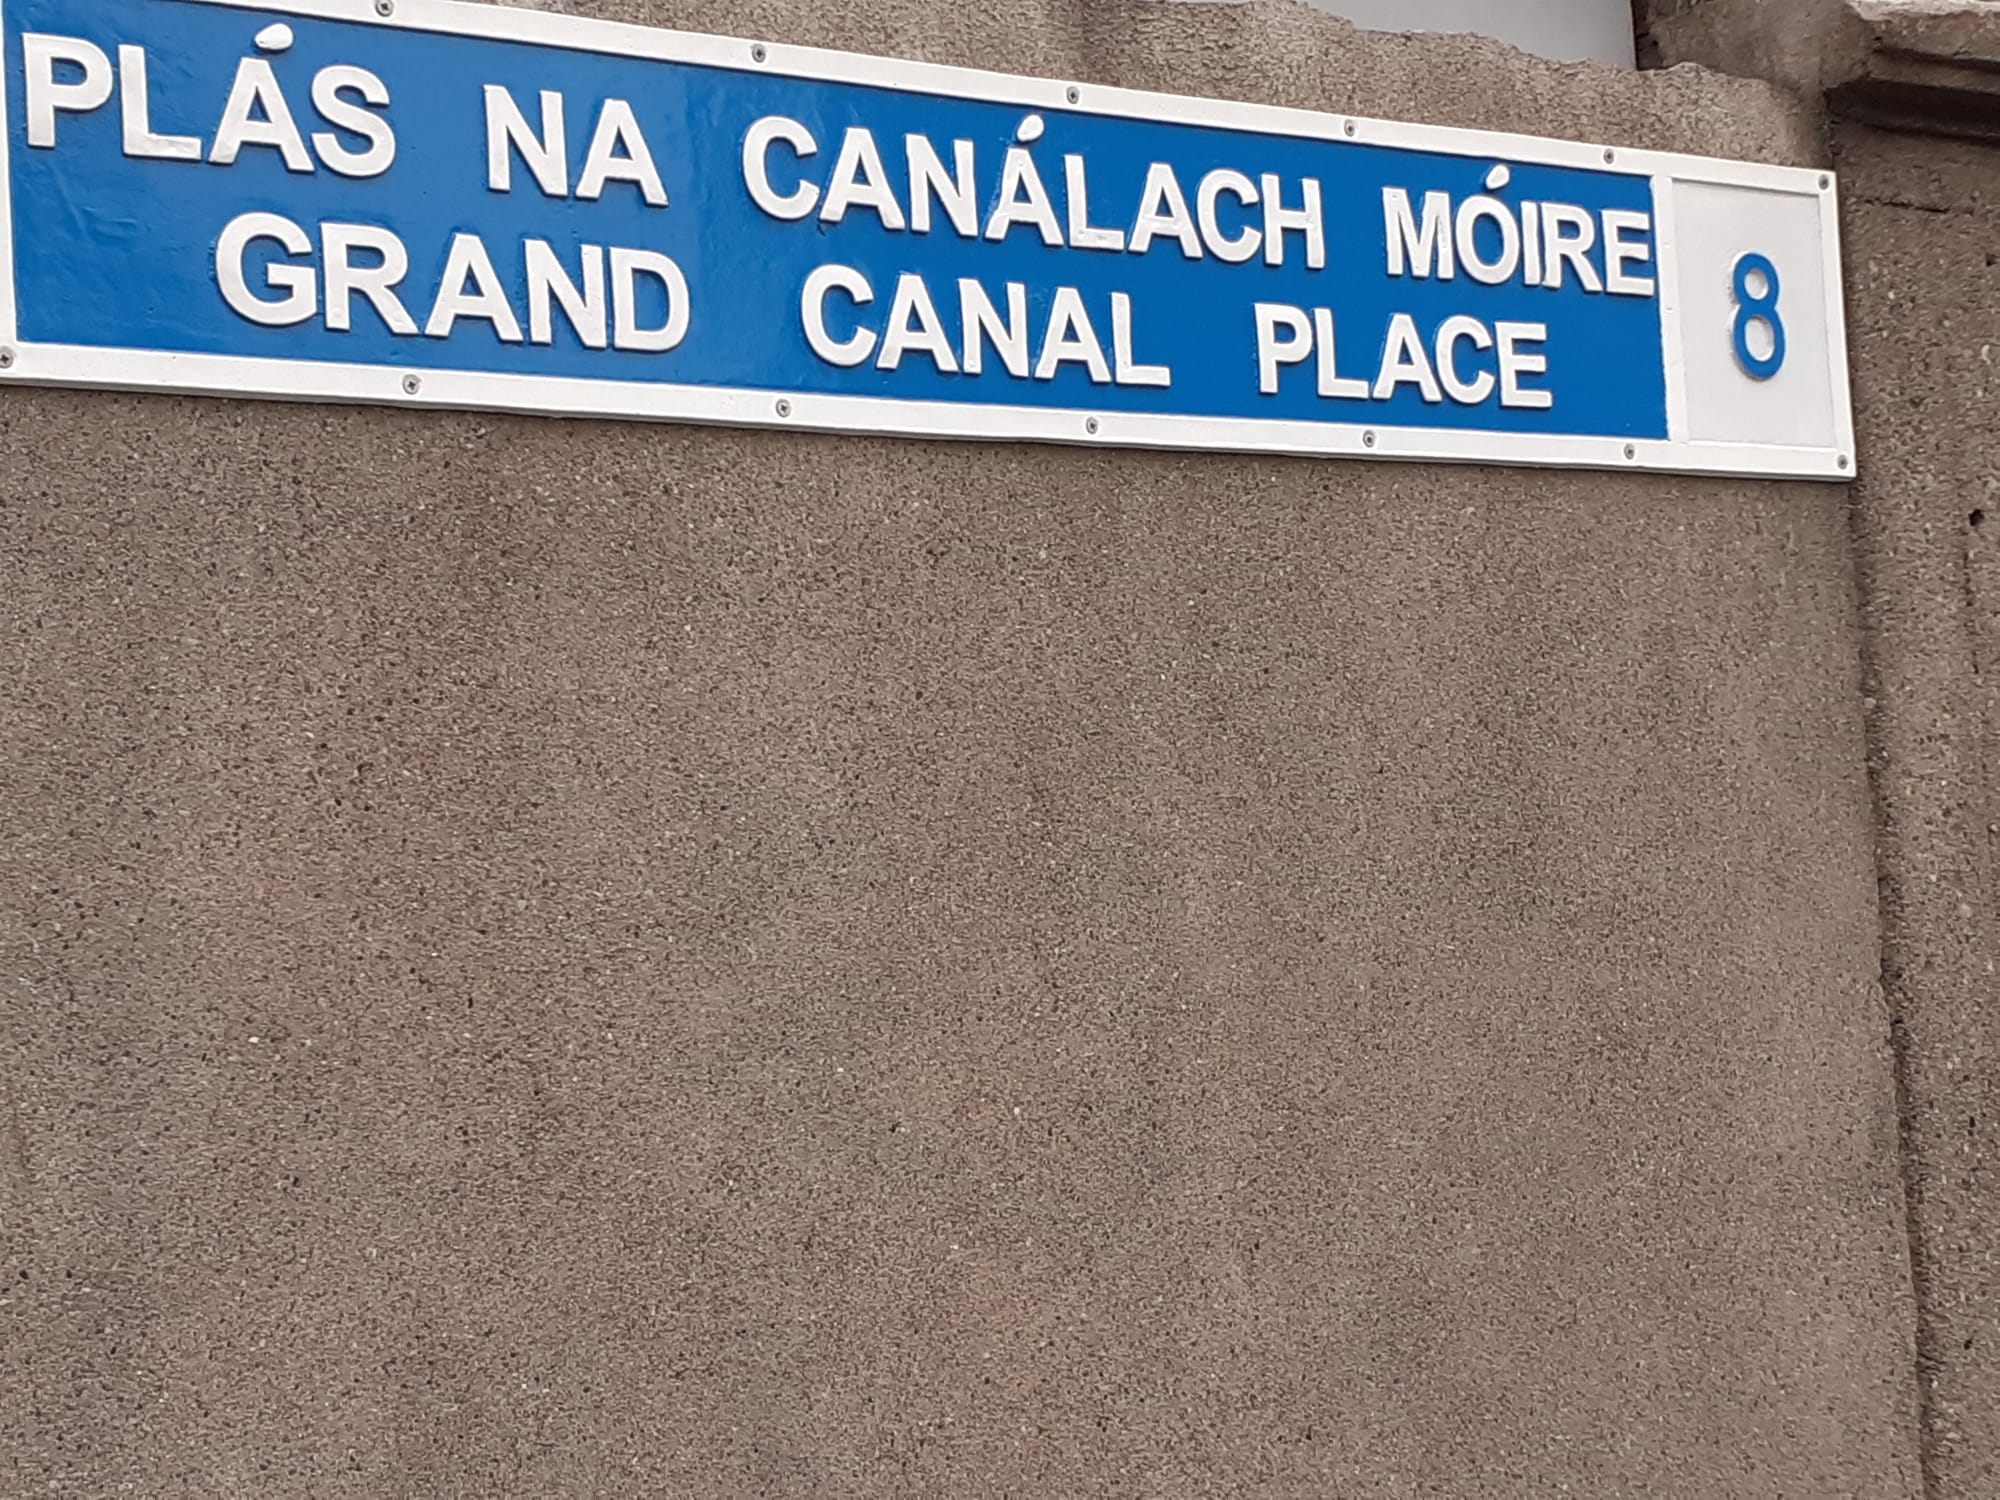 PLÁS NA CANÁLACH MÓIRE
GRAND CANAL PLACE
8